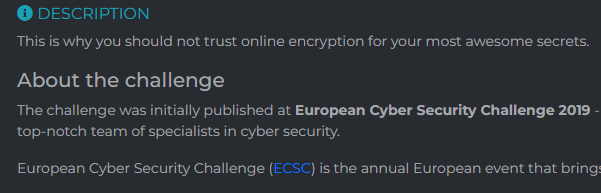 DESCRIPTION
This is why you should not trust online encryption for your most awesome secrets.
About the challenge
The challenge was initially published at European Cyber Security Challenge 2019 -
top-notch team of specialists in cyber security.
European Cyber Security Challenge (ECSC) is the annual European event that brings